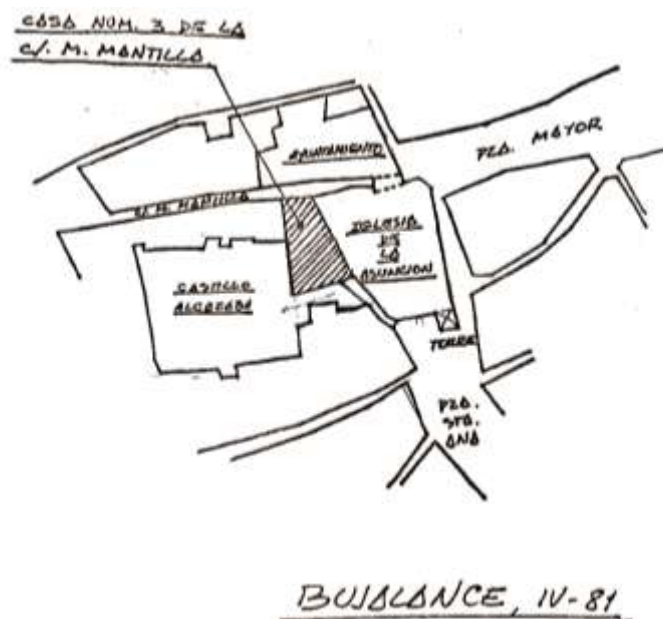 CASA NUM. 3 DE LA
C/. M. MANTILLA
AYUNTAMIENTO
PZA. MAYOR
C/. M. MANTILLA
IGLESIA
DE
LA
ASUNCION
CASTILLO
ALCAZABA
TORRE
PZA.
STA.
ANA
BUJALANCE, IV-81